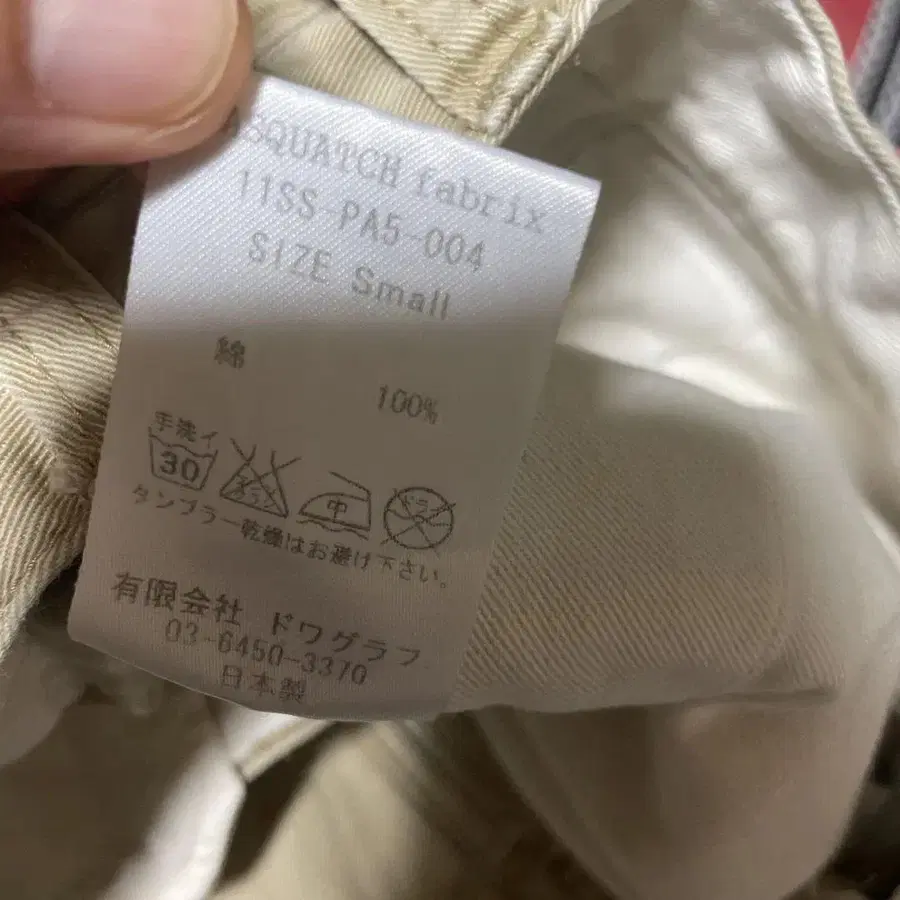 SQUATCH fabrix
11SS-PA5-004
SIZE Small
綿
100%
手洗イ
30
中
タンブラー乾燥はお避け下さい。
有限会社 ドワグラフ
03-6450-3370
日本製